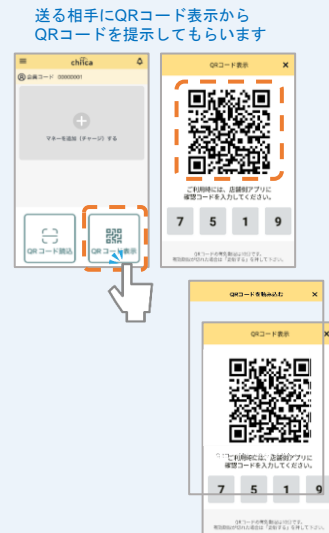 送る相手にQRコード表示から
QRコードを提示してもらいます
chiica
会員コード 00000001
マネーを追加(チャージ)する
QRコード読込
QRコード表示
QRコード表示 ×
ご利用時には、店舗側アプリに
確認コードを入力してください。
7 5 1 9
QRコードを読み込む ×
QRコード表示 ×
ご利用時には、店舗側アプリに
確認コードを入力してください。
7 5 1 9